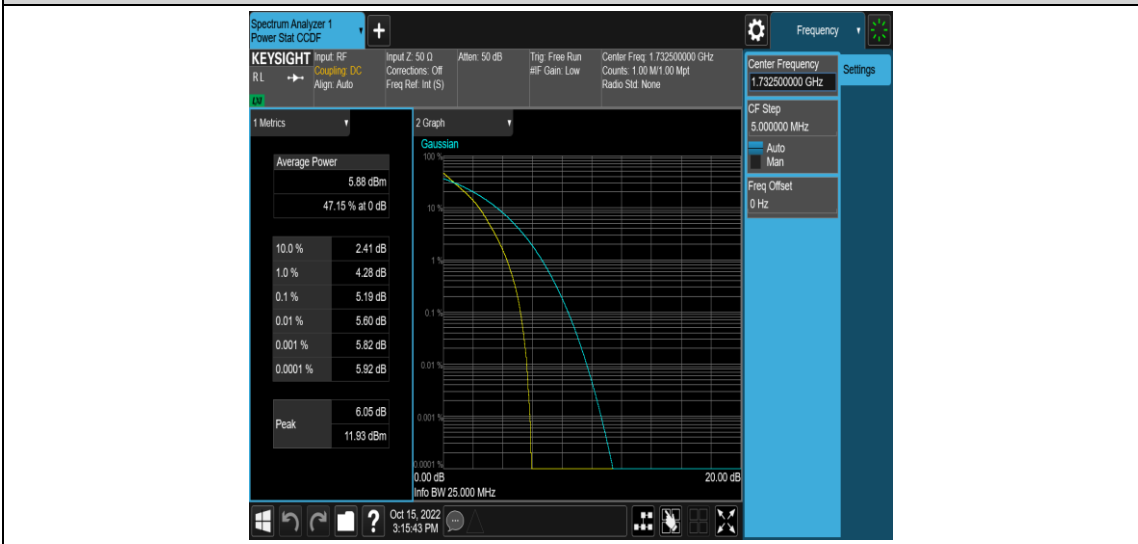 Spectrum Analyzer 1
Power Stat CCDF
+
Frequency
KEYSIGHT
RL
LXI
Input: RF
Coupling: DC
Align: Auto
Input Z: 50 Ω
Corrections: Off
Freq Ref: Int (S)
Atten: 50 dB
Trig: Free Run
#IF Gain: Low
Center Freq: 1.732500000 GHz
Counts: 1.00 M/1.00 Mpt
Radio Std: None
Center Frequency
1.732500000 GHz
Settings
CF Step
5.000000 MHz
Auto
Man
Freq Offset
0 Hz
1 Metrics
Average Power
5.88 dBm
47.15 % at 0 dB
10.0 % 2.41 dB
1.0 % 4.28 dB
0.1 % 5.19 dB
0.01 % 5.60 dB
0.001 % 5.82 dB
0.0001 % 5.92 dB
Peak 6.05 dB
11.93 dBm
2 Graph
Gaussian
100 %
10 %
1 %
0.1 %
0.01 %
0.001 %
0.0001 %
0.00 dB 20.00 dB
Info BW 25.000 MHz
?
Oct 15, 2022
3:15:43 PM